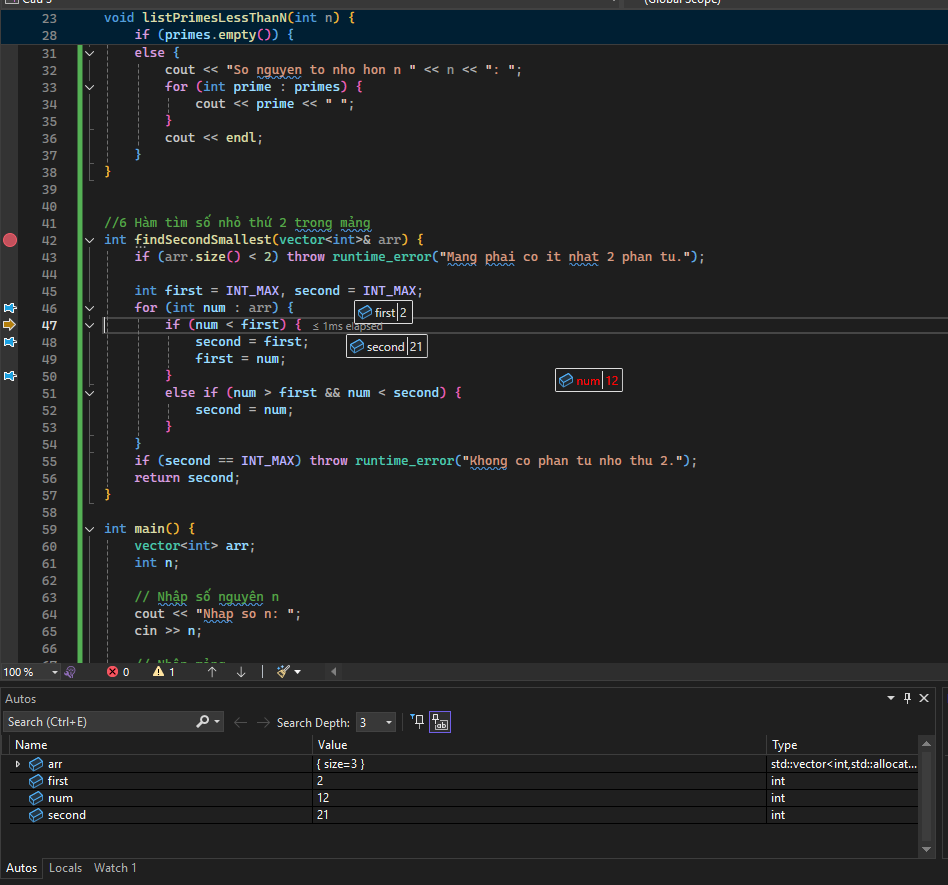 23 void listPrimesLessThanN(int n) {
28 if (primes.empty()) {
31 else {
32 cout << "So nguyen to nho hon n " << n << ": ";
33 for (int prime : primes) {
34 cout << prime << " ";
35 }
36 cout << endl;
37 }
38 }
39
40
41 //6 Hàm tìm số nhỏ thứ 2 trong mảng
42 int findSecondSmallest(vector<int>& arr) {
43 if (arr.size() < 2) throw runtime_error("Mang phai co it nhat 2 phan tu.");
44
45 int first = INT_MAX, second = INT_MAX;
46 for (int num : arr) {
first 2
47 if (num < first) { ≤ 1ms elapsed
48 second = first;
second 21
49 first = num;
50 }
num 12
51 else if (num > first && num < second) {
52 second = num;
53 }
54 }
55 if (second == INT_MAX) throw runtime_error("Khong co phan tu nho thu 2.");
56 return second;
57 }
58
59 int main() {
60 vector<int> arr;
61 int n;
62
63 // Nhập số nguyên n
64 cout << "Nhap so n: ";
65 cin >> n;
66
100 % 0 1
Autos
Search (Ctrl+E) Search Depth: 3
Name Value Type
arr { size=3 } std::vector<int,std::allocat...
first 2 int
num 12 int
second 21 int
Autos Locals Watch 1